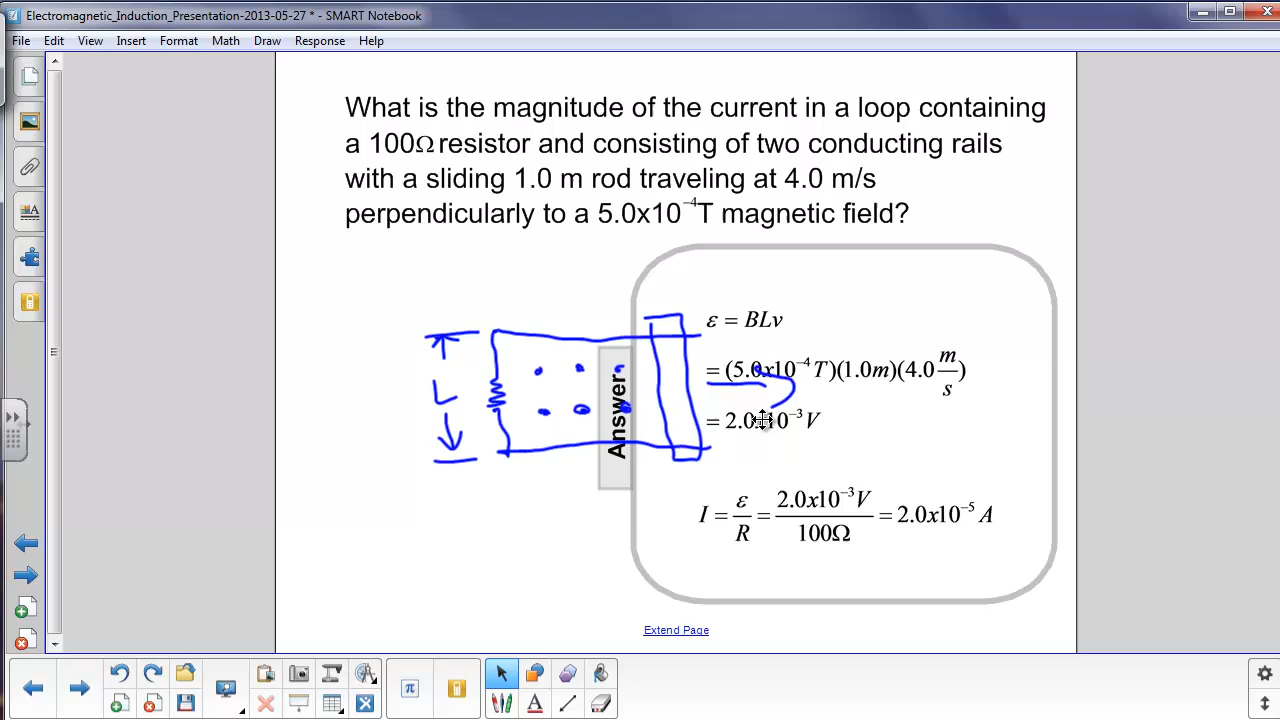 Electromagnetic_Induction_Presentation-2013-05-27 * - SMART Notebook
File Edit View Insert Format Math Draw Response Help
What is the magnitude of the current in a loop containing
a 100Ω resistor and consisting of two conducting rails
with a sliding 1.0 m rod traveling at 4.0 m/s
perpendicularly to a 5.0x10⁻⁴T magnetic field?
L
Answer
ε = BLv
= (5.0x10⁻⁴ T)(1.0m)(4.0 m/s)
= 2.0x10⁻³ V
I = ε/R = 2.0x10⁻³V/100Ω = 2.0x10⁻⁵ A
Extend Page